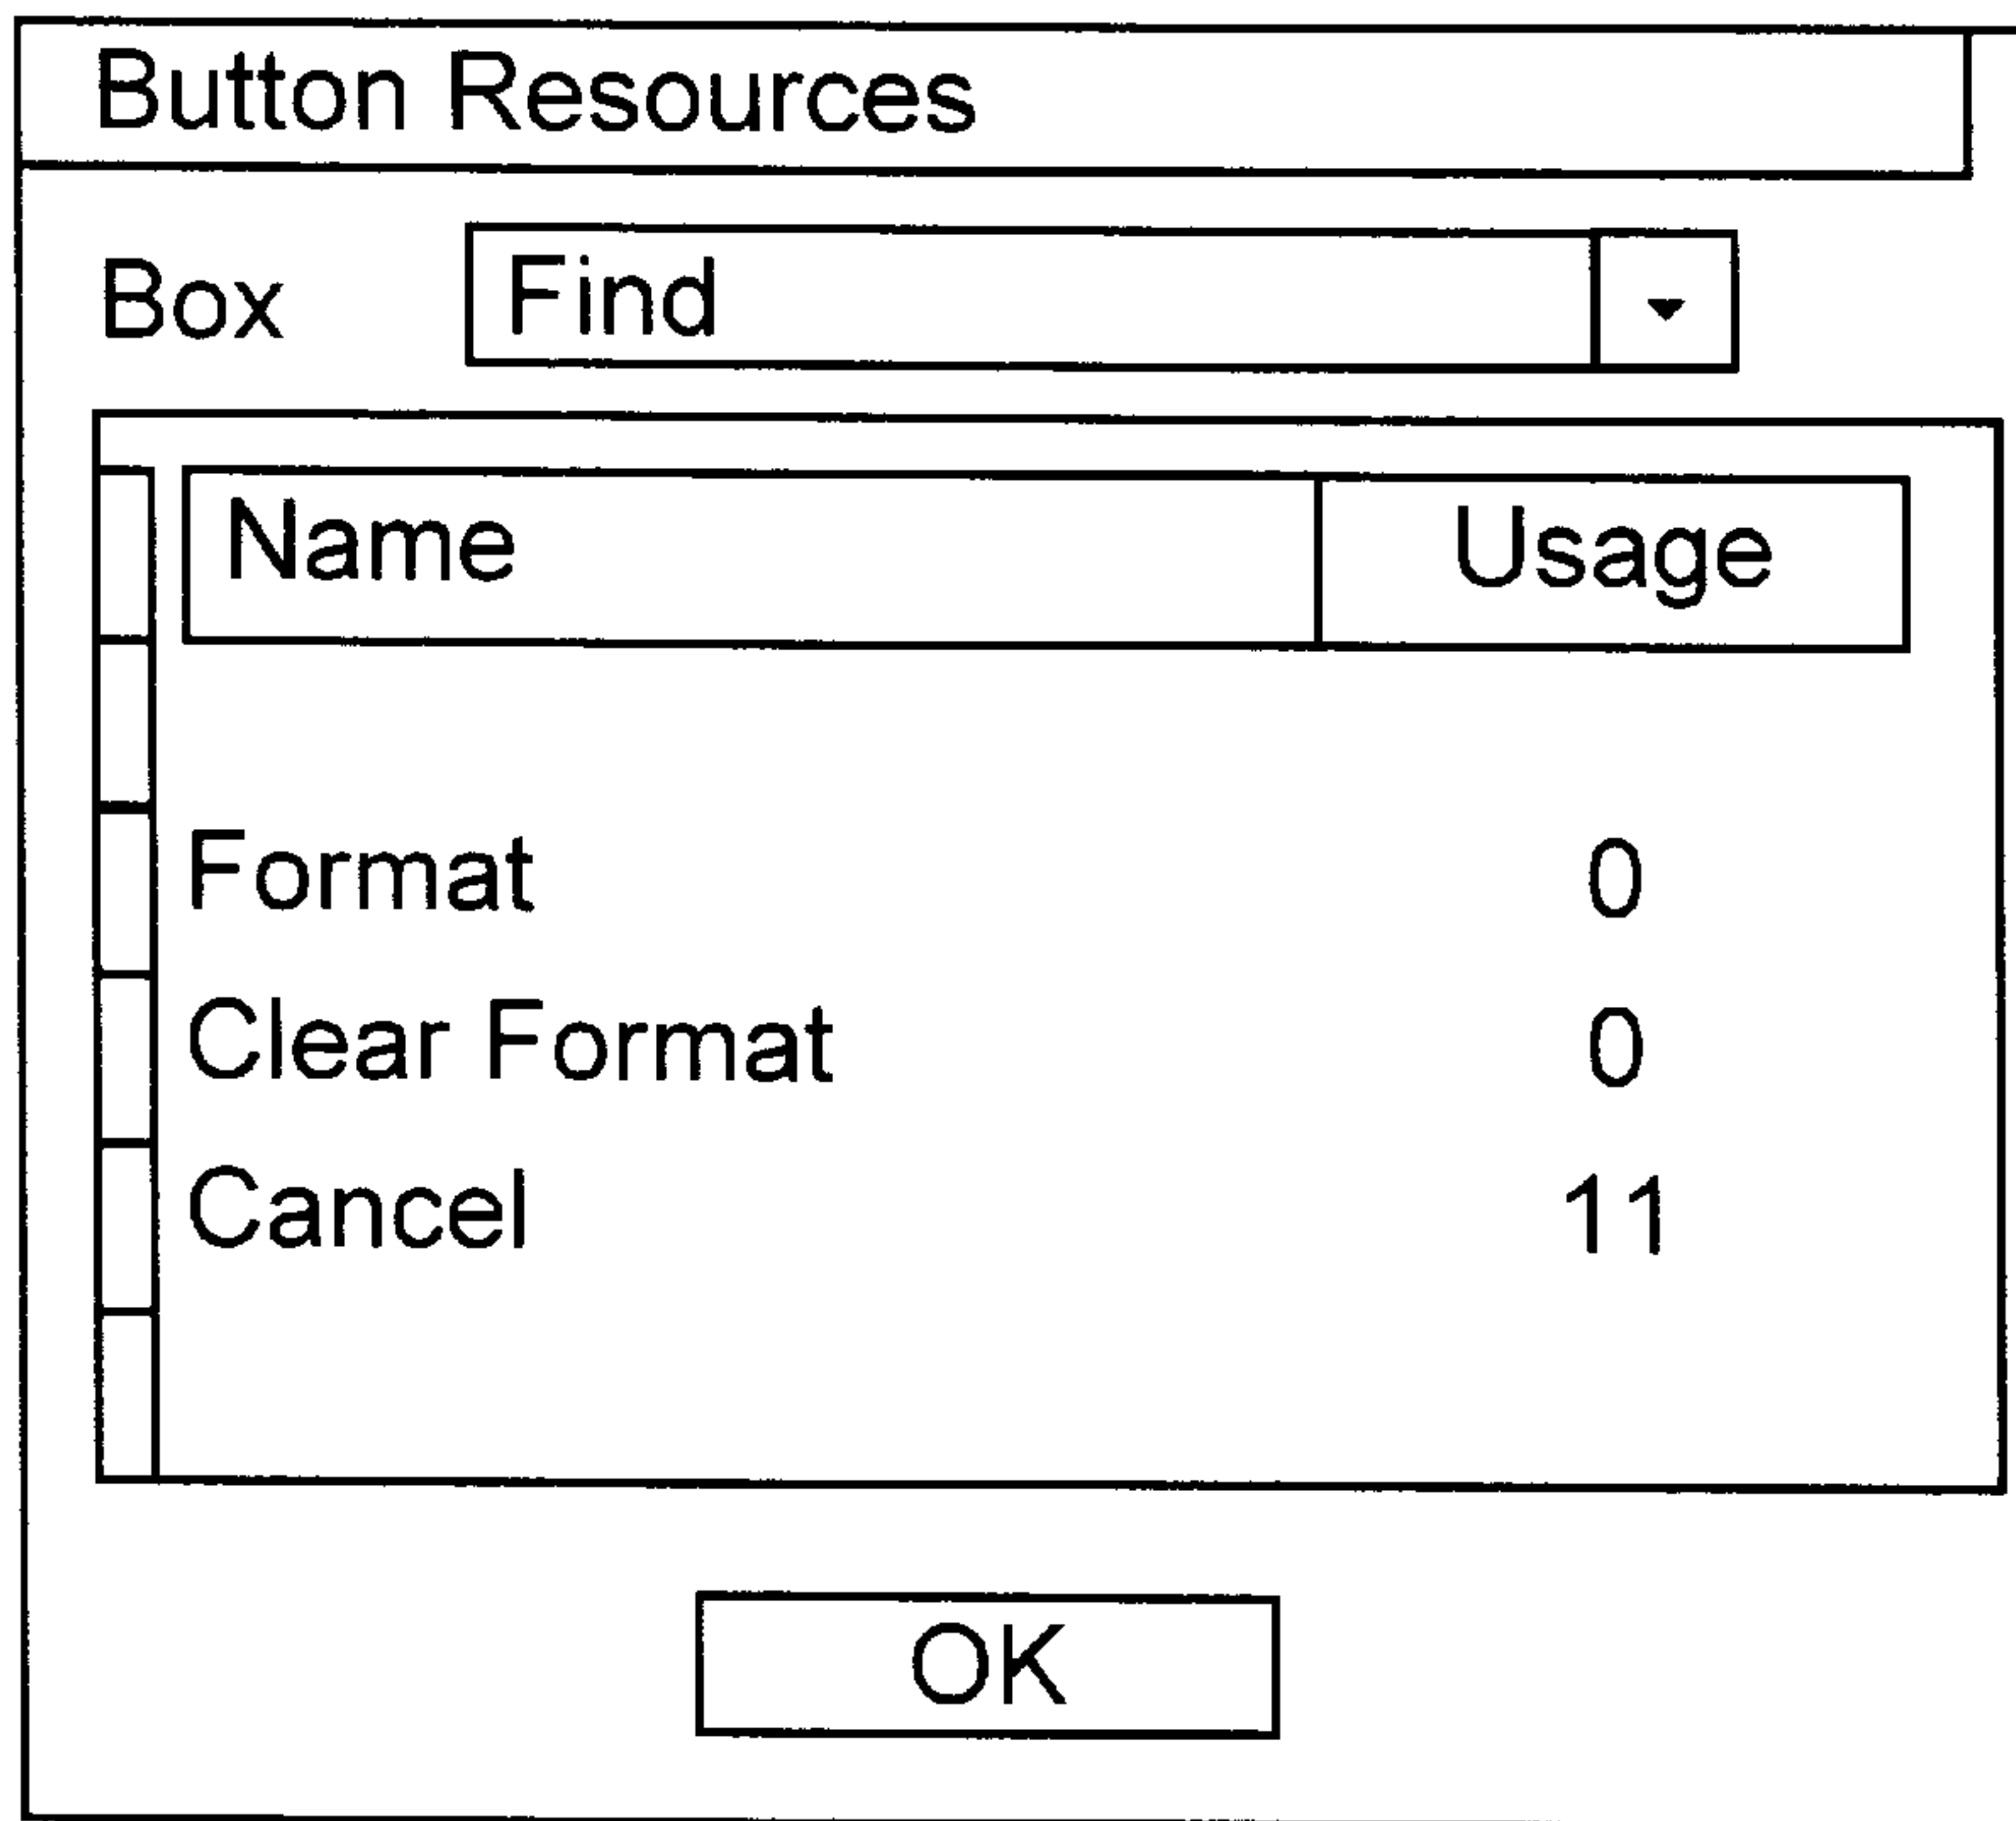 Button Resources
Box Find
Name Usage
Format 0
Clear Format 0
Cancel 11
OK